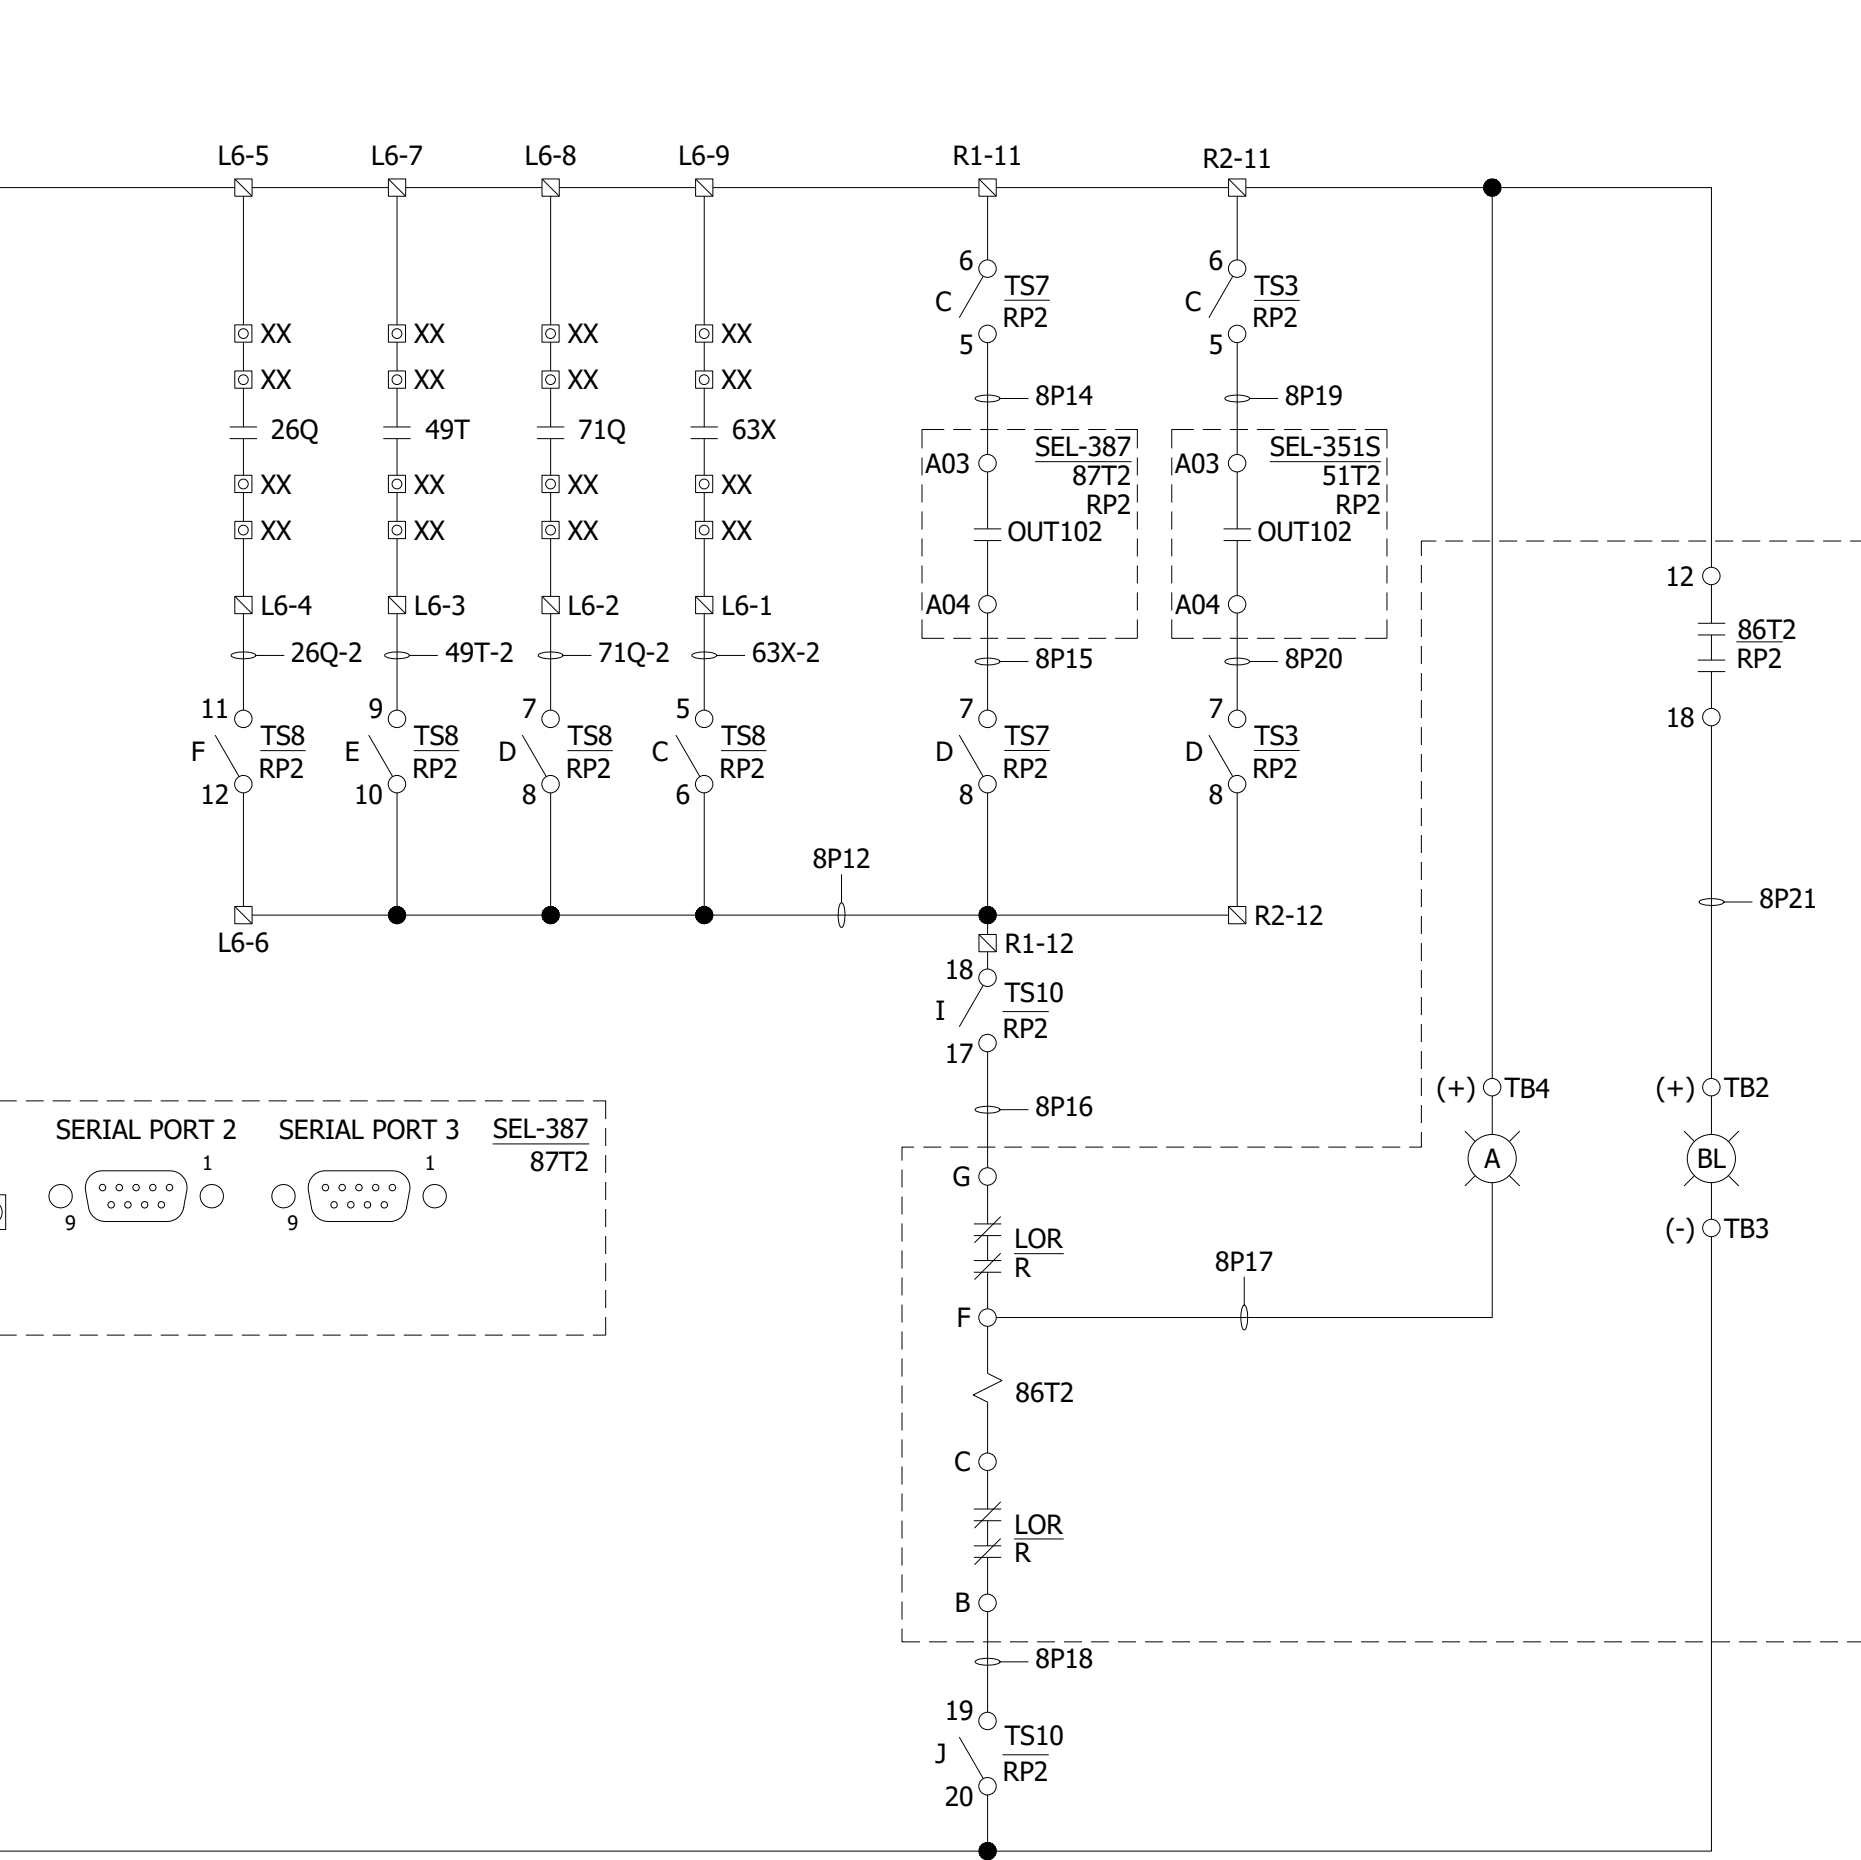 L6-5 L6-7 L6-8 L6-9 R1-11 R2-11
6 6
C TS7 C TS3
RP2 RP2
5 5
XX XX XX XX
XX XX XX XX
8P14 8P19
26Q 49T 71Q 63X
A03 SEL-387 A03 SEL-351S
87T2 51T2
RP2 RP2
XX XX XX XX
XX XX XX XX
OUT102 OUT102
12
L6-4 L6-3 L6-2 L6-1 A04 A04
86T2
RP2
26Q-2 49T-2 71Q-2 63X-2 8P15 8P20
11 9 7 5 7 7 18
F TS8 E TS8 D TS8 C TS8 D TS7 D TS3
RP2 RP2 RP2 RP2 RP2 RP2
12 10 8 6 8 8
8P12
8P21
L6-6 R1-12 R2-12
18
I TS10
RP2
17
(+) TB4 (+) TB2
8P16
SERIAL PORT 2 SERIAL PORT 3 SEL-387
1 1 87T2
9 9
A BL
G
(-) TB3
LOR
R
8P17
F
86T2
C
LOR
R
B
8P18
19
J TS10
RP2
20